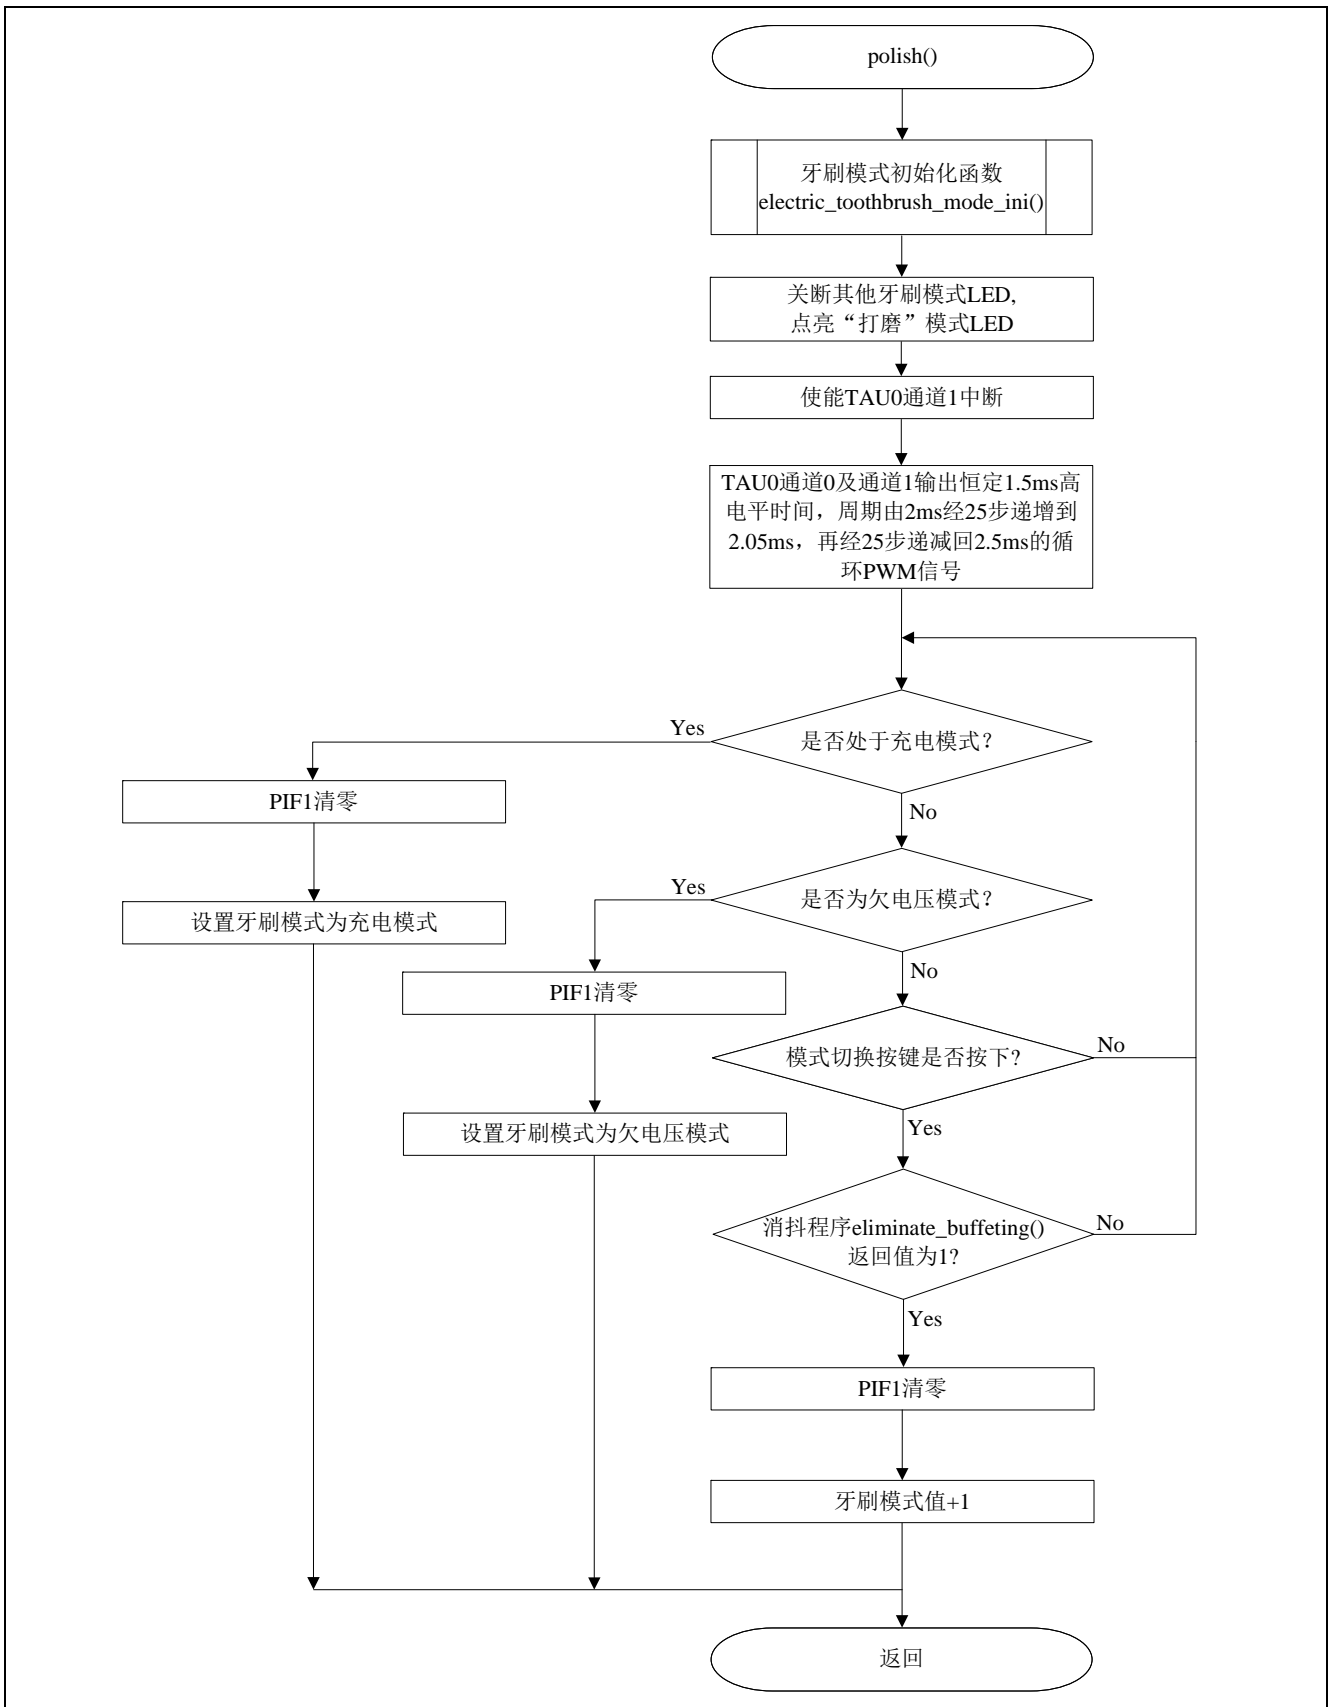 polish()
牙刷模式初始化函数
electric_toothbrush_mode_ini()
关断其他牙刷模式LED,
点亮“打磨”模式LED
使能TAU0通道1中断
TAU0通道0及通道1输出恒定1.5ms高
电平时间，周期由2ms经25步递增到
2.05ms，再经25步递减回2.5ms的循
环PWM信号
Yes
是否处于充电模式？
PIF1清零
No
Yes
是否为欠电压模式？
设置牙刷模式为充电模式
No
PIF1清零
模式切换按键是否按下?
No
设置牙刷模式为欠电压模式
Yes
消抖程序eliminate_buffeting()
返回值为1?
No
Yes
PIF1清零
牙刷模式值+1
返回